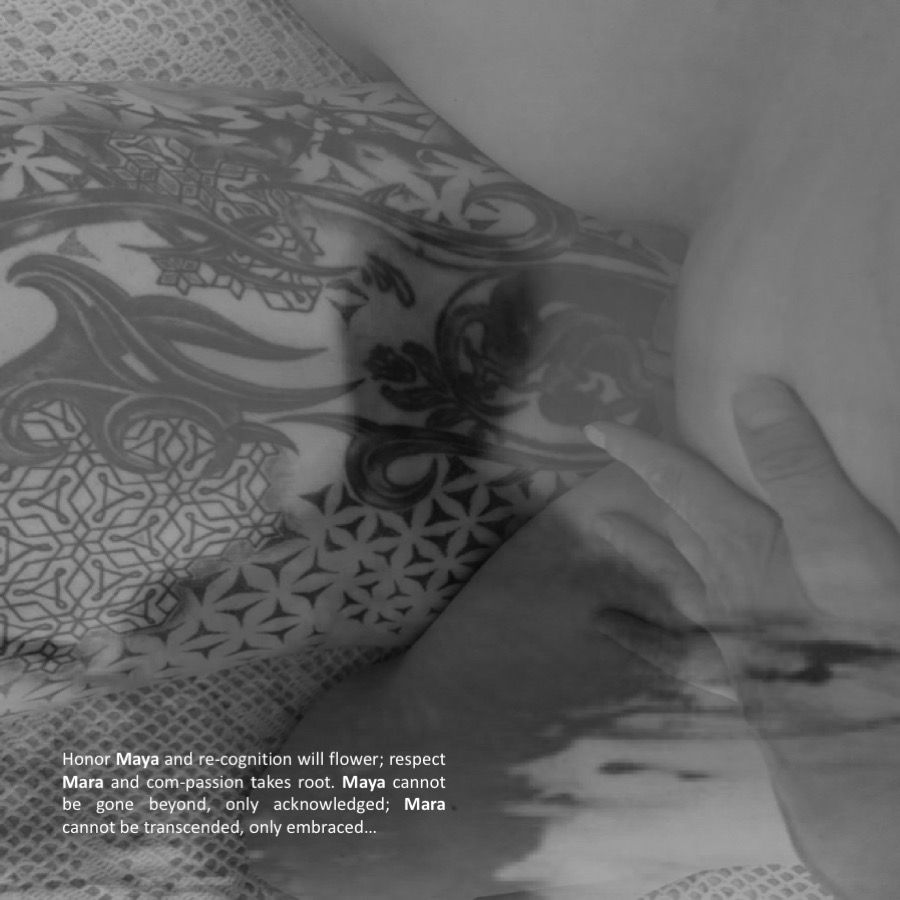 Honor Maya and re-cognition will flower; respect
Mara and com-passion takes root. Maya cannot
be gone beyond, only acknowledged; Mara
cannot be transcended, only embraced...